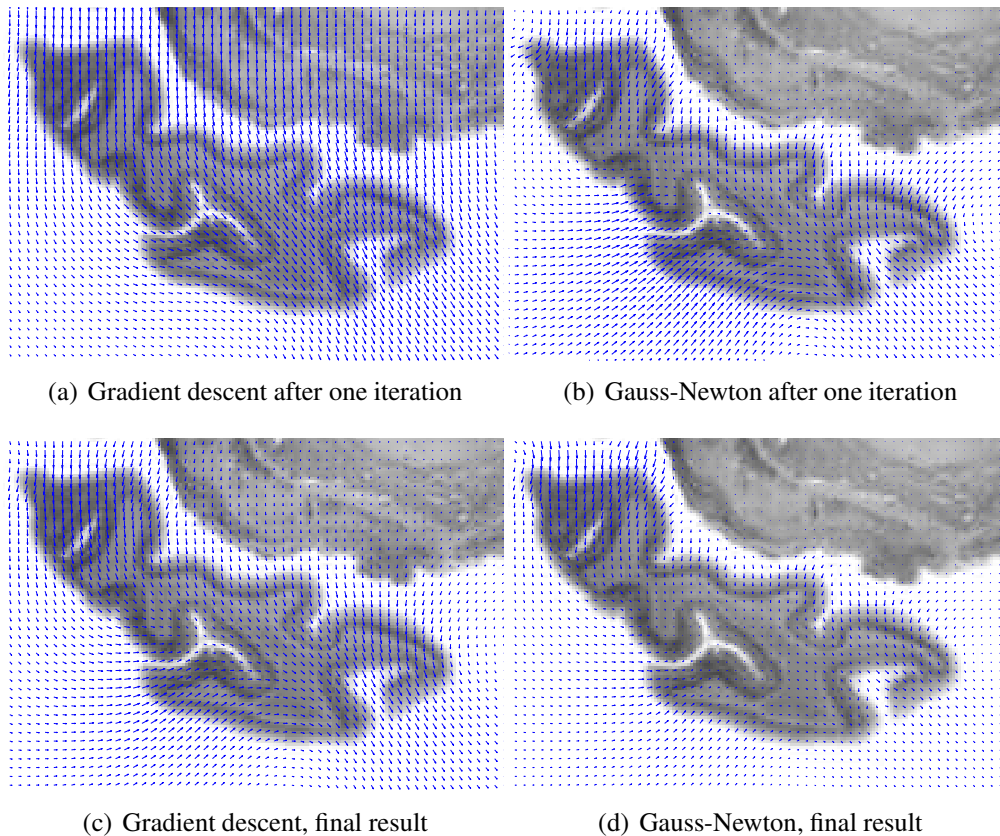 (a) Gradient descent after one iteration
(b) Gauss-Newton after one iteration
(c) Gradient descent, final result
(d) Gauss-Newton, final result